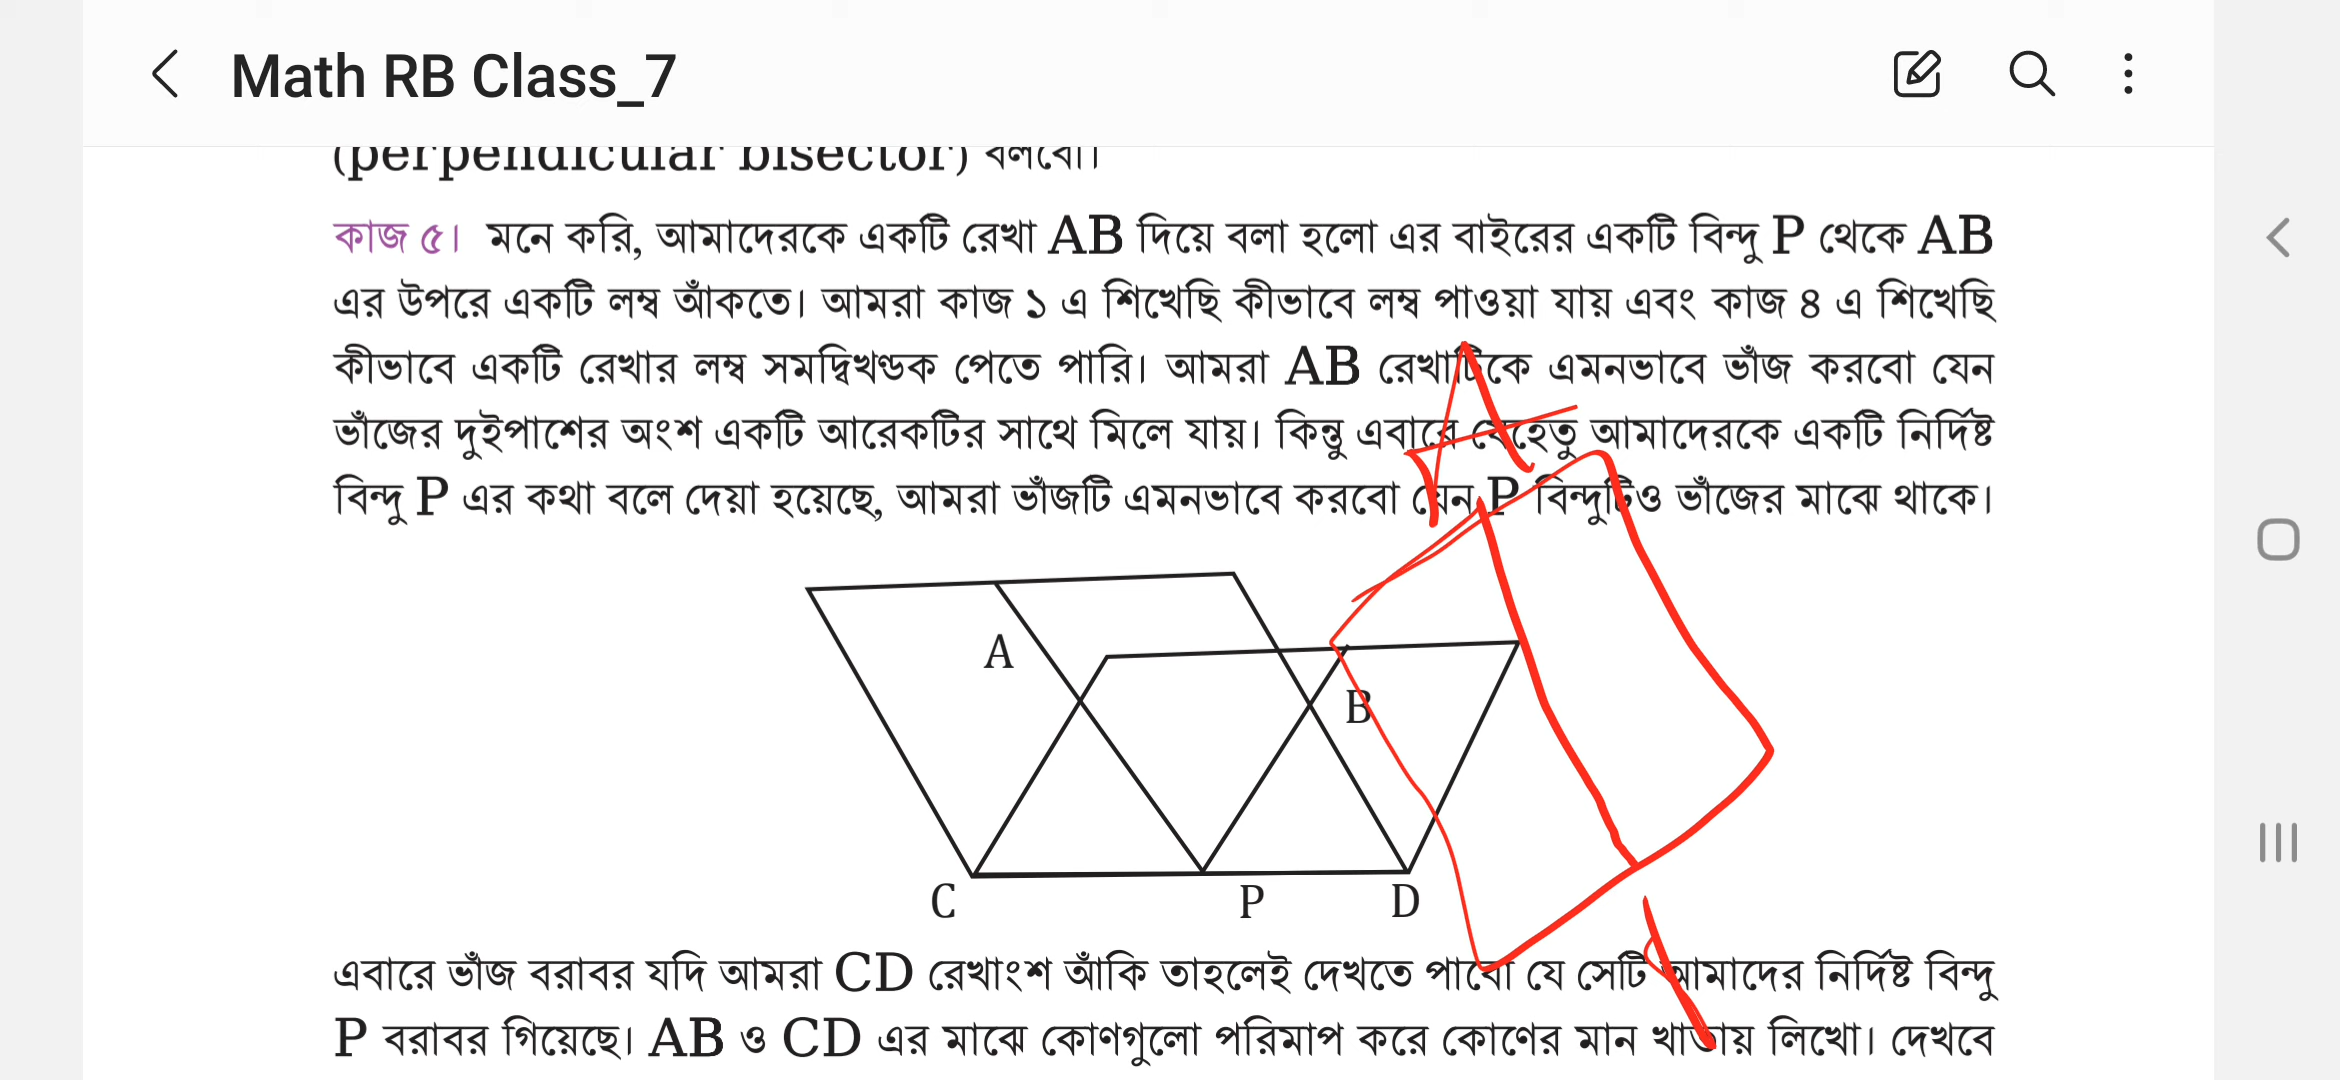 Math RB Class_7
(perpendicular bisector) বলবো।
কাজ ৫। মনে করি, আমাদেরকে একটি রেখা AB দিয়ে বলা হলো এর বাইরের একটি বিন্দু P থেকে AB
এর উপরে একটি লম্ব আঁকতে। আমরা কাজ ১ এ শিখেছি কীভাবে লম্ব পাওয়া যায় এবং কাজ ৪ এ শিখেছি
কীভাবে একটি রেখার লম্ব সমদ্বিখণ্ডক পেতে পারি। আমরা AB রেখাটিকে এমনভাবে ভাঁজ করবো যেন
ভাঁজের দুইপাশের অংশ একটি আরেকটির সাথে মিলে যায়। কিন্তু এবারে যেহেতু আমাদেরকে একটি নির্দিষ্ট
বিন্দু P এর কথা বলে দেয়া হয়েছে, আমরা ভাঁজটি এমনভাবে করবো যেন P বিন্দুটিও ভাঁজের মাঝে থাকে।
A
B
C P D
এবারে ভাঁজ বরাবর যদি আমরা CD রেখাংশ আঁকি তাহলেই দেখতে পাবো যে সেটি আমাদের নির্দিষ্ট বিন্দু
P বরাবর গিয়েছে। AB ও CD এর মাঝে কোণগুলো পরিমাপ করে কোণের মান খাতায় লিখো। দেখবে